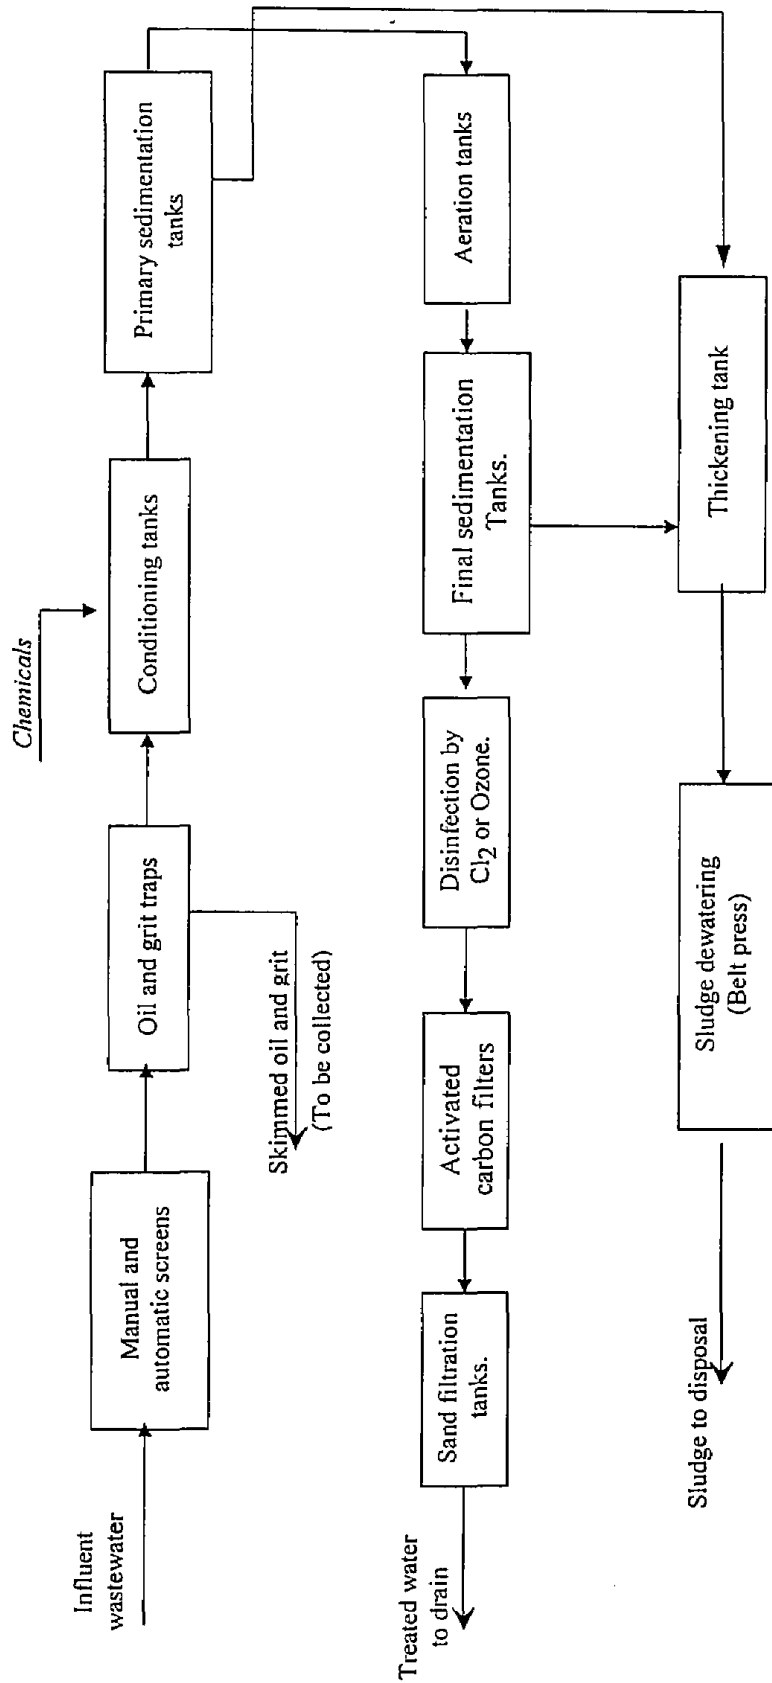 Influent
wastewater
Manual and
automatic screens
Oil and grit traps
Skimmed oil and grit
(To be collected)
Chemicals
Conditioning tanks
Primary sedimentation
tanks
Aeration tanks
Final sedimentation
Tanks.
Disinfection by
Cl2 or Ozone.
Activated
carbon filters
Sand filtration
tanks.
Treated water
to drain
Thickening tank
Sludge dewatering
(Belt press)
Sludge to disposal